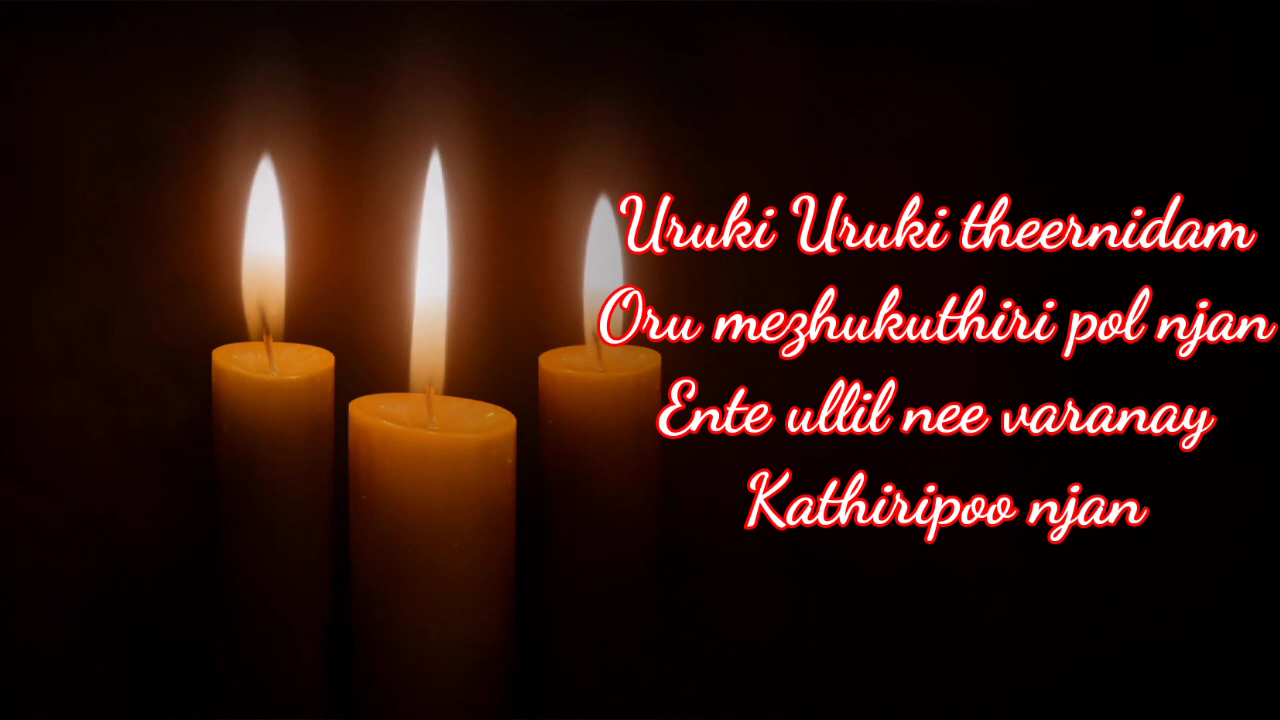 Uruki Uruki theernidam
Oru mezhukuthiri pol njan
Ente ullil nee varanay
Kathiripoo njan